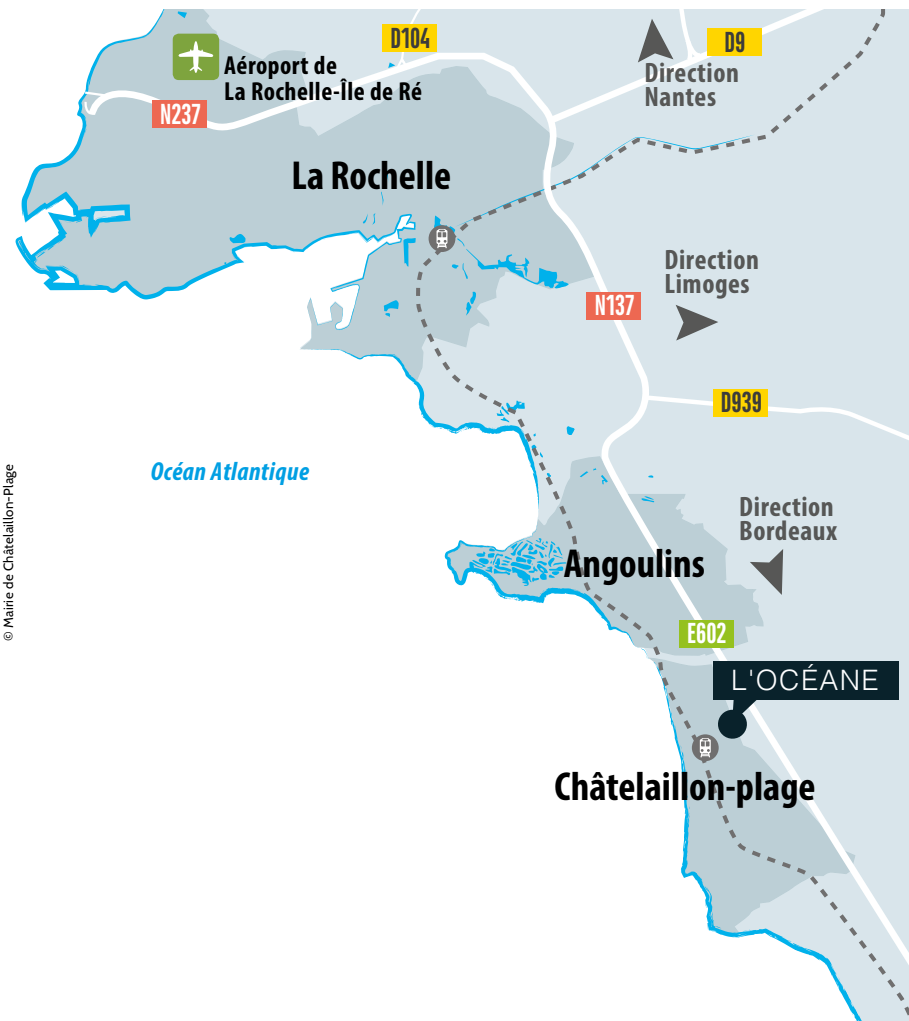 D104
D9
Aéroport de
La Rochelle-Île de Ré
Direction
Nantes
N237
La Rochelle
Direction
Limoges
N137
D939
Océan Atlantique
Direction
Bordeaux
© Mairie de Châtelaillon-Plage
Angoulins
E602
L'OCÉANE
Châtelaillon-plage